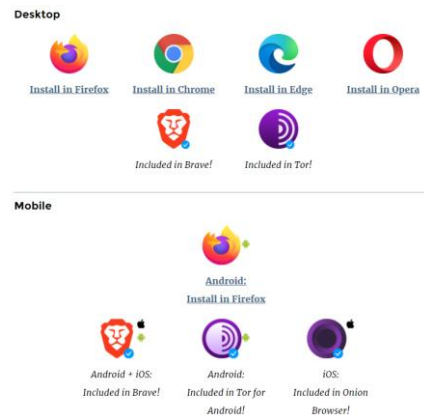 Desktop
Install in Firefox Install in Chrome Install in Edge Install in Opera
Included in Brave! Included in Tor!
Mobile
Android:
Install in Firefox
Android + iOS:
Included in Brave!
Android:
Included in Tor for
Android!
iOS:
Included in Onion
Browser!